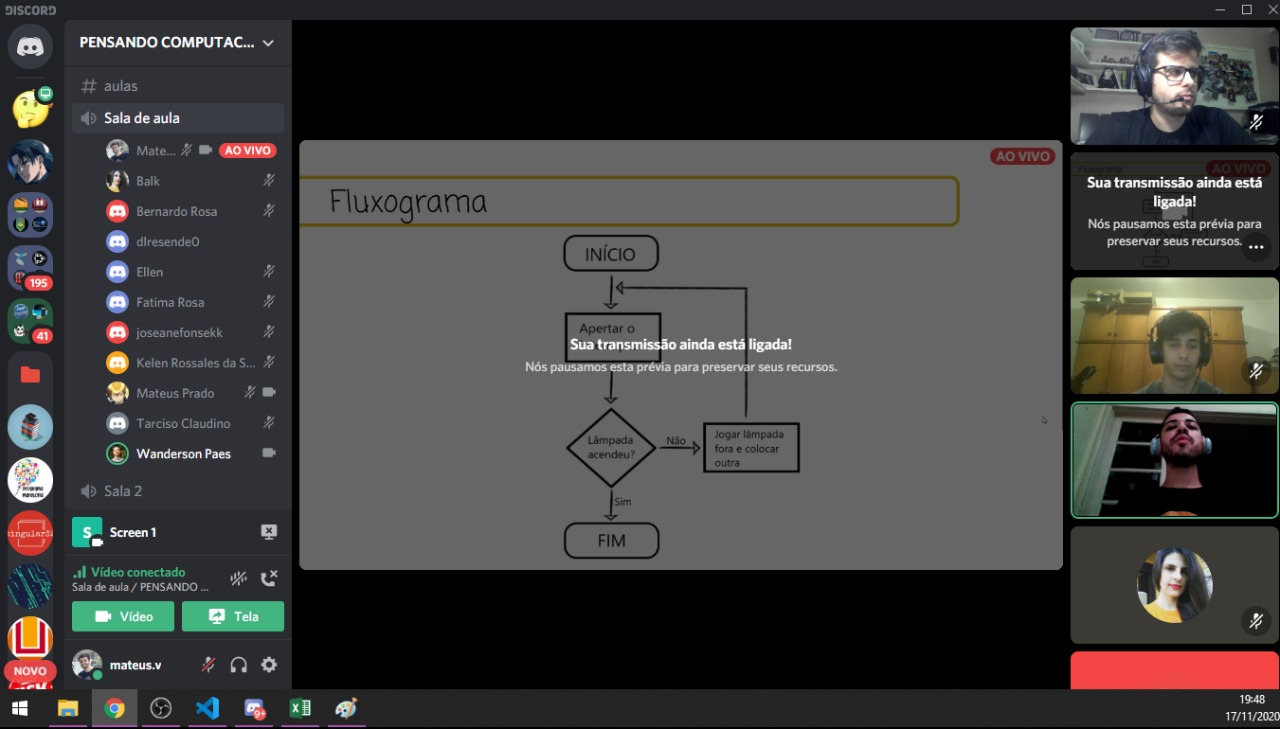 DISCORD
PENSANDO COMPUTAC...
# aulas
Sala de aula
Mate...
AO VIVO
Balk
Bernardo Rosa
dlresende0
Ellen
Fatima Rosa
joseanefonsekk
Kelen Rossales da S...
Mateus Prado
Tarciso Claudino
Wanderson Paes
Sala 2
S
Screen 1
Vídeo conectado
Sala de aula / PENSANDO ...
Vídeo
Tela
mateus.v
195
41
NOVO
AO VIVO
Fluxograma
INÍCIO
Apertar o
Sua transmissão ainda está ligada!
Nós pausamos esta prévia para preservar seus recursos.
Lâmpada
acendeu?
Não
Jogar lâmpada
fora e colocar
outra
Sim
FIM
AO VIVO
Sua transmissão ainda está
ligada!
Nós pausamos esta prévia para
preservar seus recursos.
9+
19:48
17/11/2020